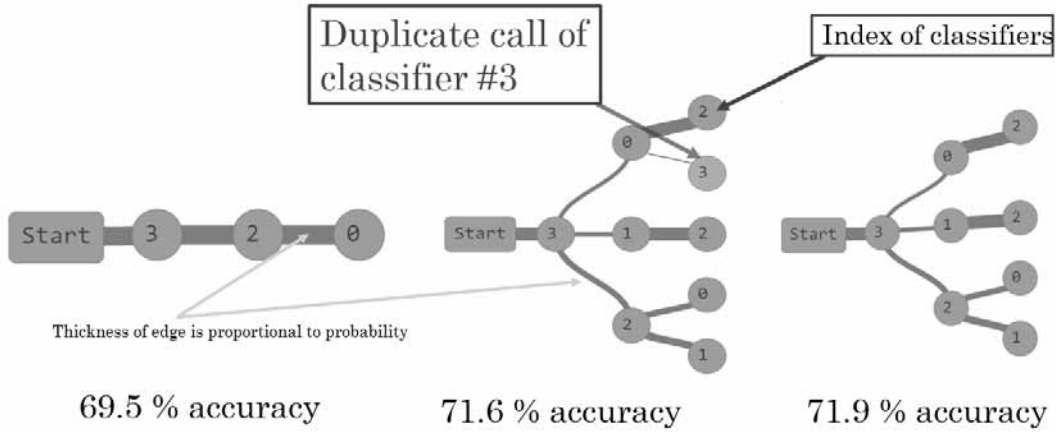 Duplicate call of
classifier #3
Index of classifiers
2
0
3
Start 3 2 0
Start 3 1 2
0
2
1
2
0
Start 3 1 2
0
2
1
Thickness of edge is proportional to probability
69.5 % accuracy
71.6 % accuracy
71.9 % accuracy